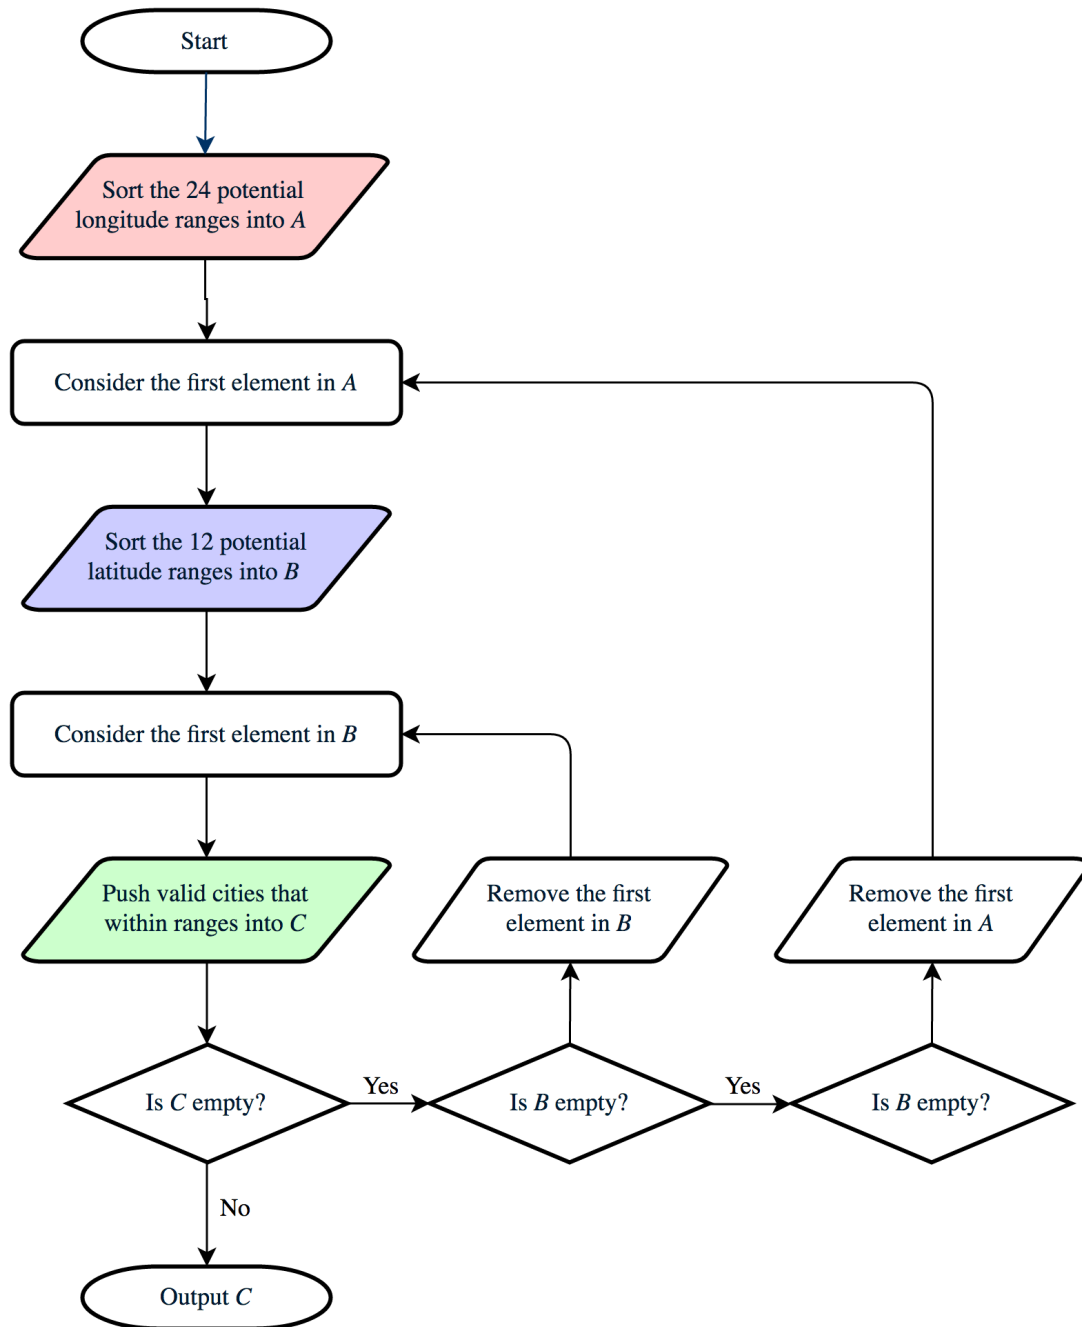 Start
Sort the 24 potential
longitude ranges into A
Consider the first element in A
Sort the 12 potential
latitude ranges into B
Consider the first element in B
Push valid cities that
within ranges into C
Remove the first
element in B
Remove the first
element in A
Is C empty?
Yes
Is B empty?
Yes
Is B empty?
No
Output C